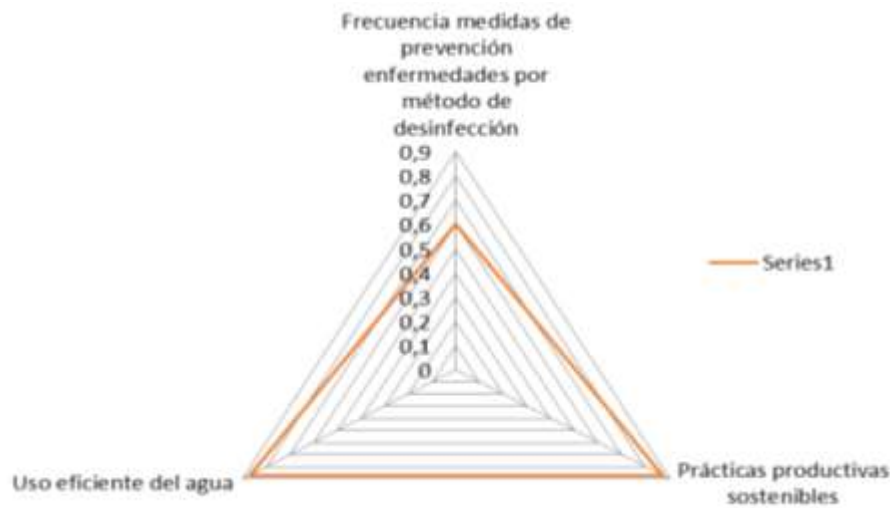 Frecuencia medidas de
prevención
enfermedades por
método de
desinfección
0,9
0,8
0,7
0,6
0,5
0,4
0,3
0,2
0,1
0
Series1
Uso eficiente del agua
Prácticas productivas
sostenibles